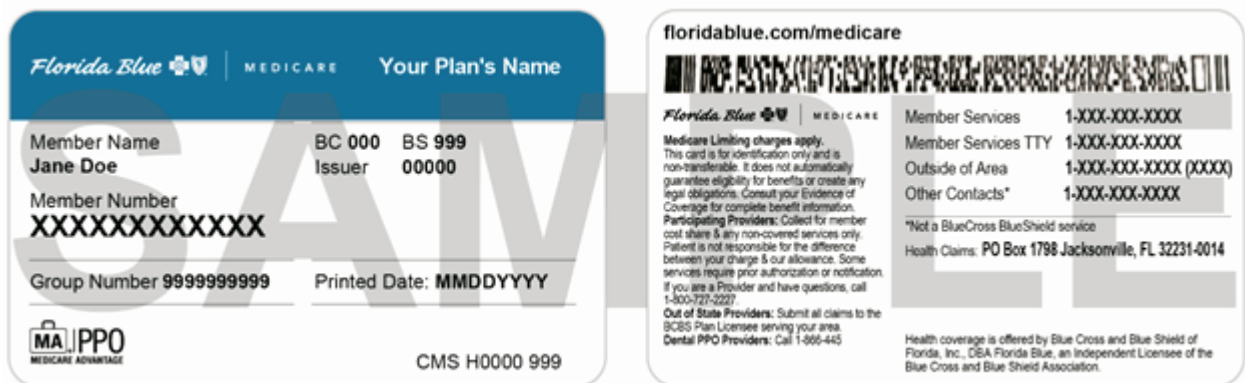 Florida Blue MEDICARE Your Plan's Name
Member Name
Jane Doe
BC 000 BS 999
Issuer 00000
Member Number
XXXXXXXXXXXX
Group Number 9999999999 Printed Date: MMDDYYYY
MA PPO
MEDICARE ADVANTAGE
CMS H0000 999
floridablue.com/medicare
Florida Blue MEDICARE
Medicare Limiting charges apply.
This card is for identification only and is
non-transferable. It does not automatically
guarantee eligibility for benefits or create any
legal obligations. Consult your Evidence of
Coverage for complete benefit information.
Participating Providers: Collect for member
cost share & any non-covered services only.
Patient is not responsible for the difference
between your charge & our allowance. Some
services require prior authorization or notification.
If you are a Provider and have questions, call
1-800-727-2227.
Out of State Providers: Submit all claims to the
BCBS Plan Licensee serving your area.
Dental PPO Providers: Call 1-866-445
Member Services 1-XXX-XXX-XXXX
Member Services TTY 1-XXX-XXX-XXXX
Outside of Area 1-XXX-XXX-XXXX (XXXX)
Other Contacts* 1-XXX-XXX-XXXX
*Not a BlueCross BlueShield service
Health Claims: PO Box 1798 Jacksonville, FL 32231-0014
Health coverage is offered by Blue Cross and Blue Shield of
Florida, Inc., DBA Florida Blue, an Independent Licensee of the
Blue Cross and Blue Shield Association.
SAMPLE